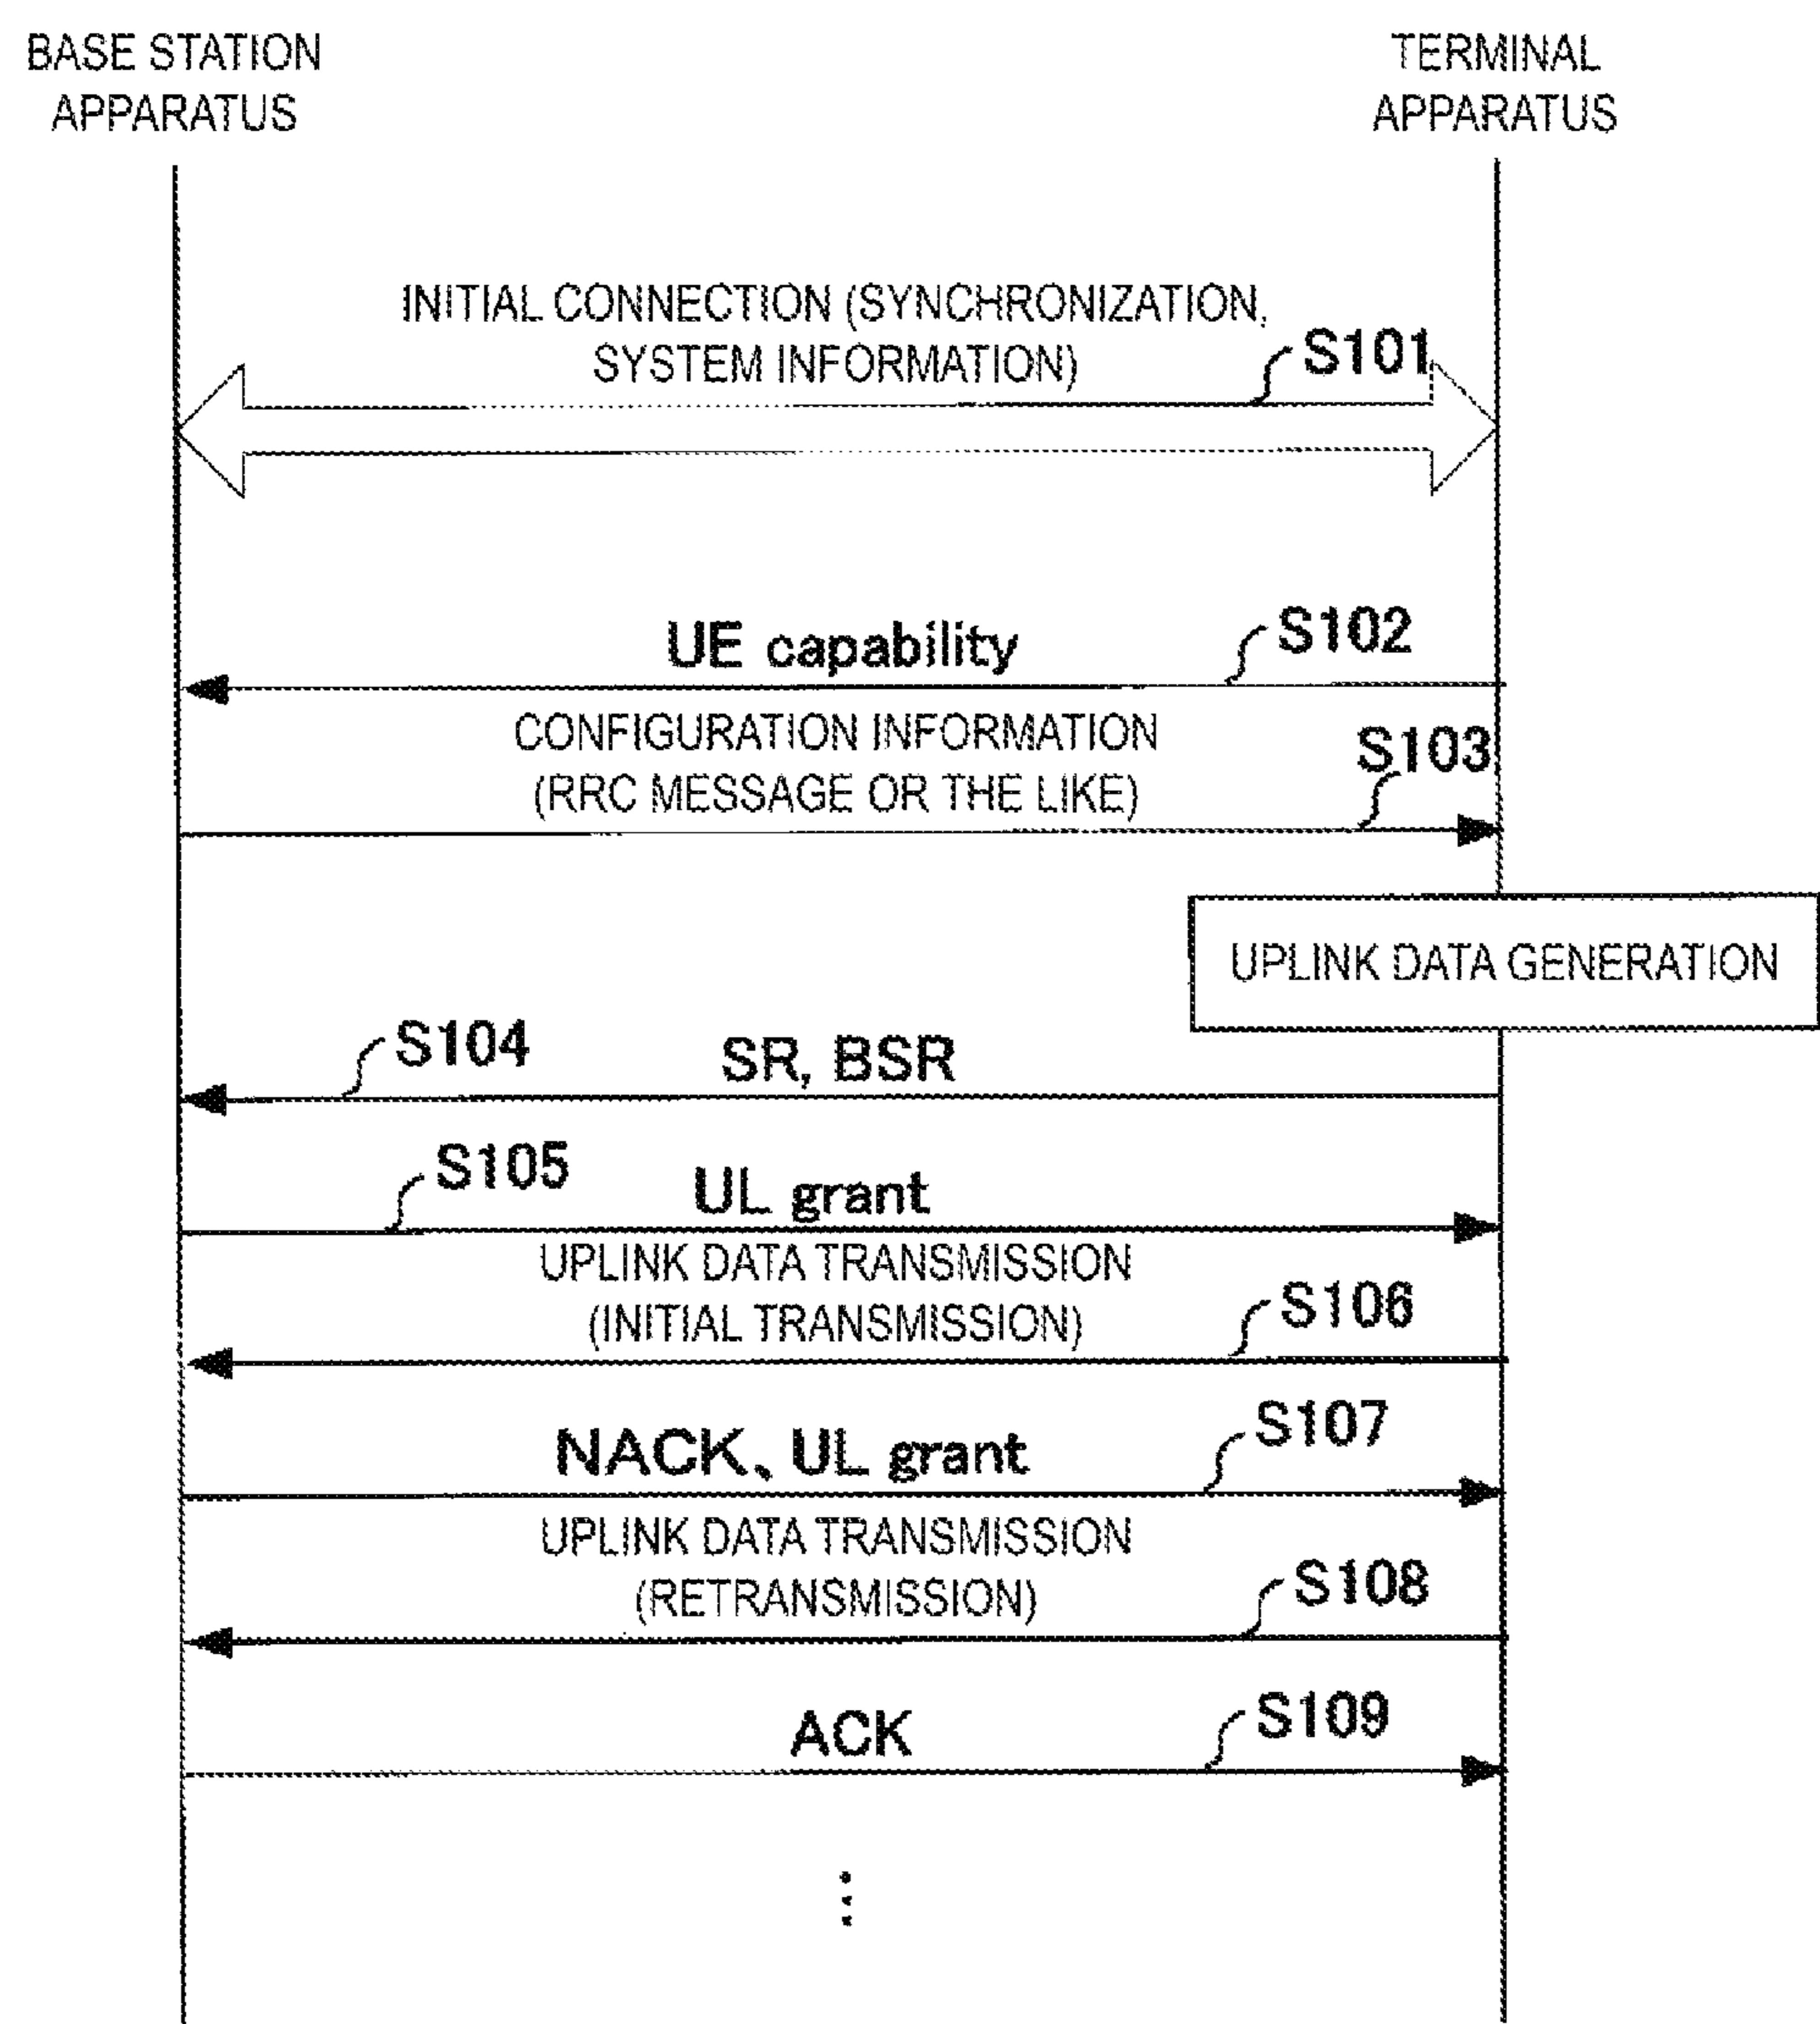 BASE STATION
APPARATUS
TERMINAL
APPARATUS
INITIAL CONNECTION (SYNCHRONIZATION,
SYSTEM INFORMATION)
S101
UE capability
S102
CONFIGURATION INFORMATION
(RRC MESSAGE OR THE LIKE)
S103
UPLINK DATA GENERATION
S104
SR, BSR
S105
UL grant
UPLINK DATA TRANSMISSION
(INITIAL TRANSMISSION)
S106
NACK、UL grant
S107
UPLINK DATA TRANSMISSION
(RETRANSMISSION)
S108
ACK
S109
⋮